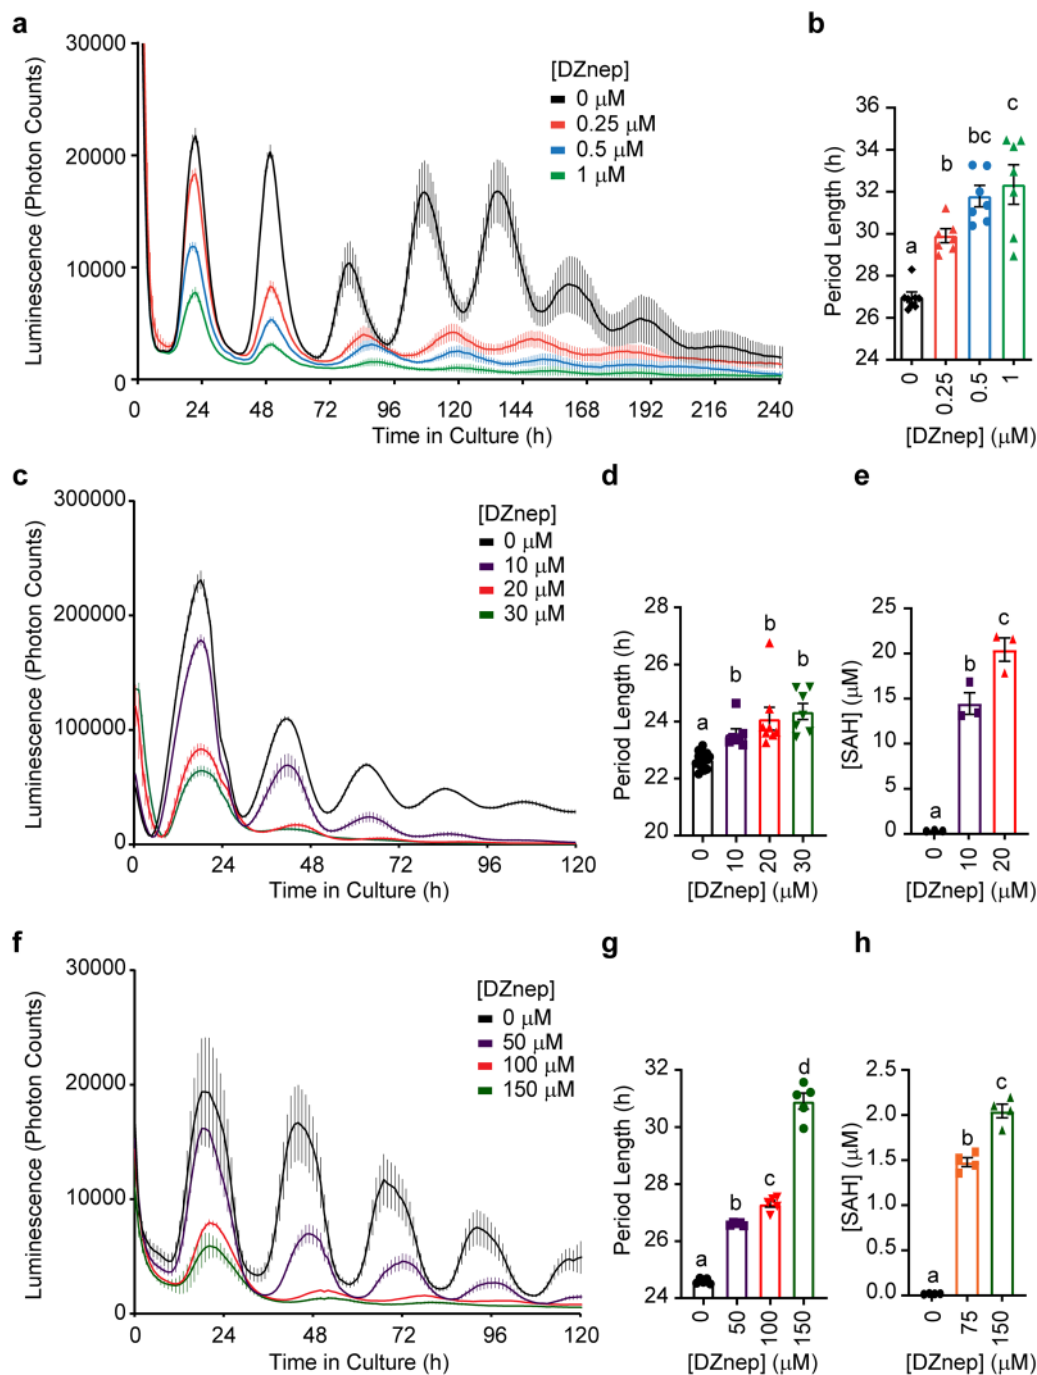 a
30000
20000
10000
0
Luminescence (Photon Counts)
[DZnep]
0 μM
0.25 μM
0.5 μM
1 μM
0 24 48 72 96 120 144 168 192 216 240
Time in Culture (h)
b
36
34
32
30
28
26
24
Period Length (h)
a
b
bc
c
0 0.25 0.5 1
[DZnep] (μM)
c
300000
200000
100000
0
Luminescence (Photon Counts)
[DZnep]
0 μM
10 μM
20 μM
30 μM
0 24 48 72 96 120
Time in Culture (h)
d
28
26
24
22
20
Period Length (h)
a
b
b
b
0 10 20 30
[DZnep] (μM)
e
25
20
15
10
5
0
[SAH] (μM)
a
b
c
0 10 20
[DZnep] (μM)
f
30000
20000
10000
0
Luminescence (Photon Counts)
[DZnep]
0 μM
50 μM
100 μM
150 μM
0 24 48 72 96 120
Time in Culture (h)
g
32
30
28
26
24
Period Length (h)
a
b
c
d
0 50 100 150
[DZnep] (μM)
h
2.5
2.0
1.5
1.0
0.5
0.0
[SAH] (μM)
a
b
c
0 75 150
[DZnep] (μM)